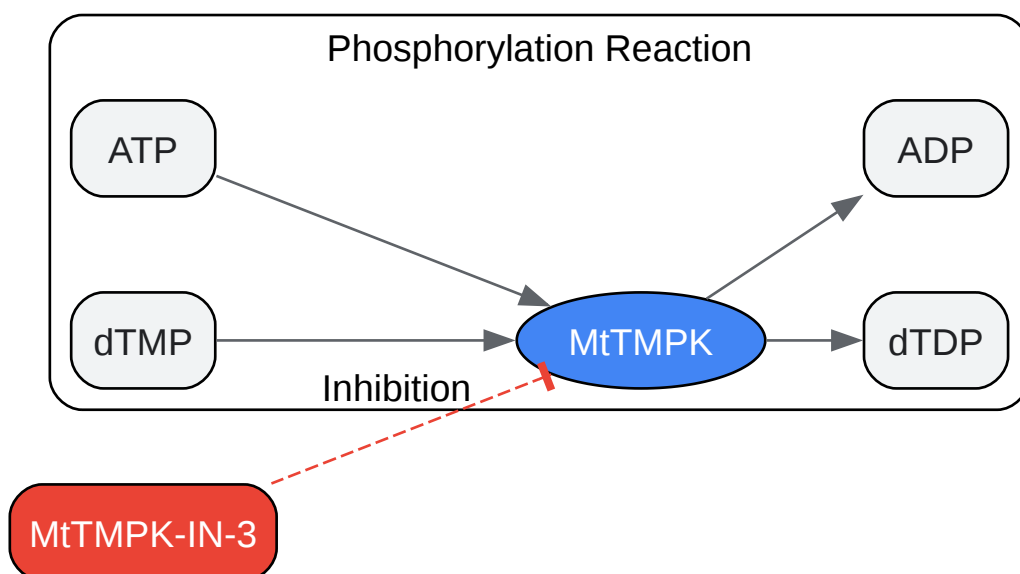 Phosphorylation Reaction
ATP
ADP
dTMP
MtTMPK
dTDP
Inhibition
MtTMPK-IN-3